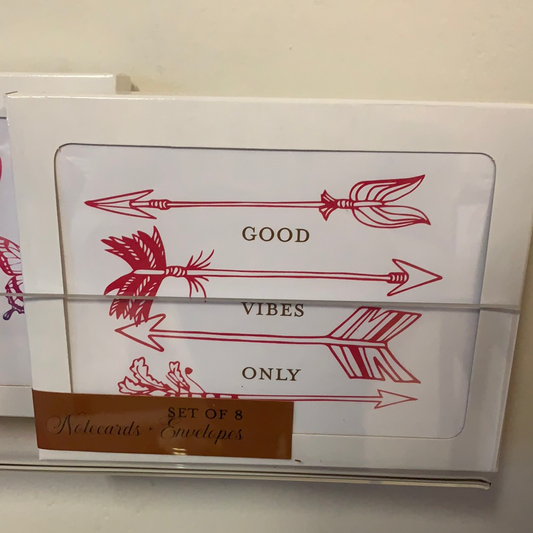 GOOD
VIBES
ONLY
SET OF 8
Notecards • Envelopes